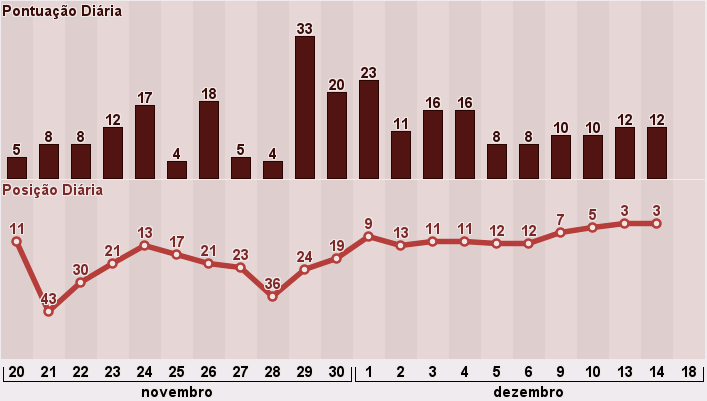 Pontuação Diária
5 8 8 12 17 4 18 5 4 33 20 23 11 16 16 8 8 10 10 12 12
Posição Diária
11 43 30 21 13 17 21 23 36 24 19 9 13 11 11 12 12 7 5 3 3
20 21 22 23 24 25 26 27 28 29 30 1 2 3 4 5 6 9 10 13 14 18
novembro dezembro